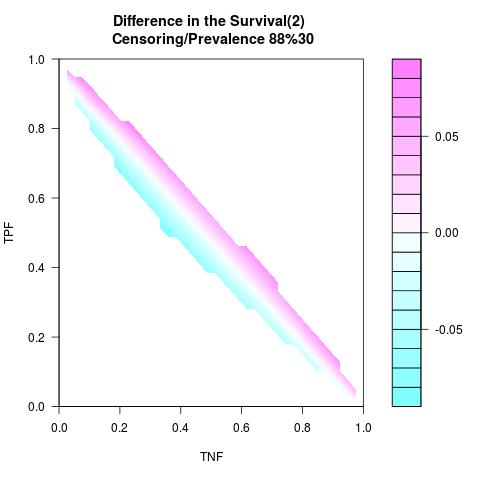 Difference in the Survival(2)
Censoring/Prevalence 88%30
1.0
0.8
0.6
0.4
0.2
0.0
TPF
0.0 0.2 0.4 0.6 0.8 1.0
TNF
0.05
0.00
-0.05